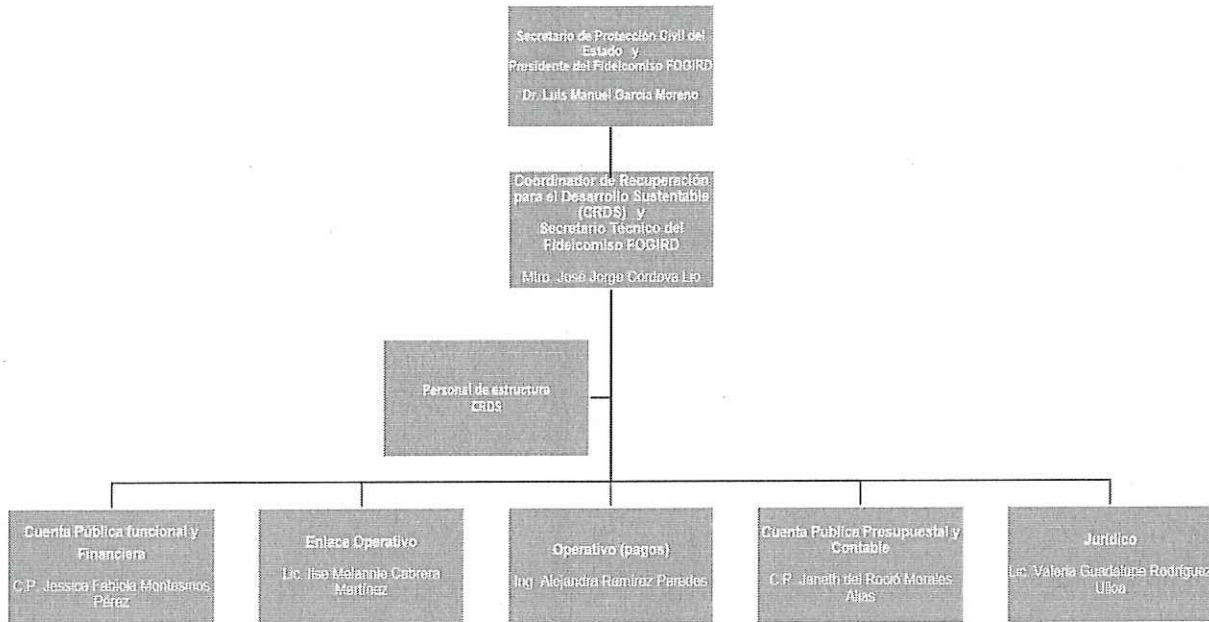 Secretario de Protección Civil del
Estado y
Presidente del Fideicomiso FOGIRD
Dr. Luis Manuel García Moreno
Coordinador de Recuperación
para el Desarrollo Sustentable
(CRDS) y
Secretario Técnico del
Fideicomiso FOGIRD
Mtro. José Jorge Córdova Lio
Personal de estructura
CRDS
Cuenta Pública funcional y
Financiera
C.P. Jessica Fabiola Montesinos
Pérez
Enlace Operativo
Lic. Ilse Melannie Cabrera
Martínez
Operativo (pagos)
Ing. Alejandra Ramírez Paredes
Cuenta Publica Presupuestal y
Contable
C.P. Janeth del Roció Morales
Jurídico
Lic. Valeria Guadalupe Rodríguez
Ulloa